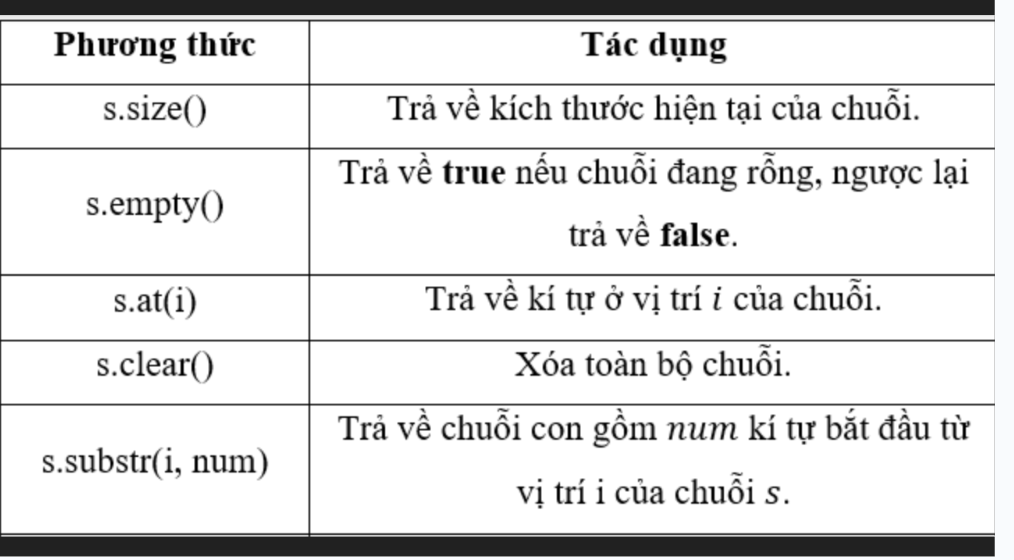 Phương thức Tác dụng
s.size() Trả về kích thước hiện tại của chuỗi.
s.empty() Trả về true nếu chuỗi đang rỗng, ngược lại
trả về false.
s.at(i) Trả về kí tự ở vị trí i của chuỗi.
s.clear() Xóa toàn bộ chuỗi.
s.substr(i, num) Trả về chuỗi con gồm num kí tự bắt đầu từ
vị trí i của chuỗi s.